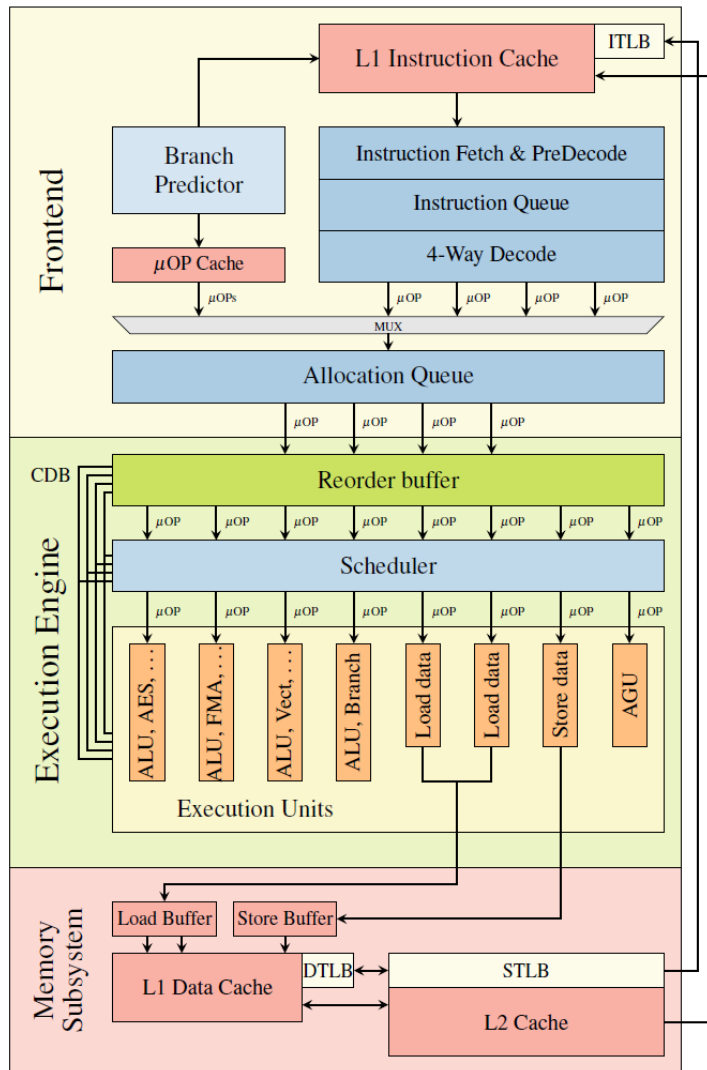 Frontend
L1 Instruction Cache
ITLB
Branch
Predictor
Instruction Fetch & PreDecode
Instruction Queue
4-Way Decode
μOP Cache
μOPs
μOP
μOP
μOP
μOP
MUX
Allocation Queue
μOP
μOP
μOP
μOP
Execution Engine
CDB
Reorder buffer
μOP
μOP
μOP
μOP
μOP
μOP
μOP
μOP
Scheduler
μOP
μOP
μOP
μOP
μOP
μOP
μOP
μOP
ALU, AES, …
ALU, FMA, …
ALU, Vect, …
ALU, Branch
Load data
Load data
Store data
AGU
Execution Units
Memory
Subsystem
Load Buffer
Store Buffer
L1 Data Cache
DTLB
STLB
L2 Cache